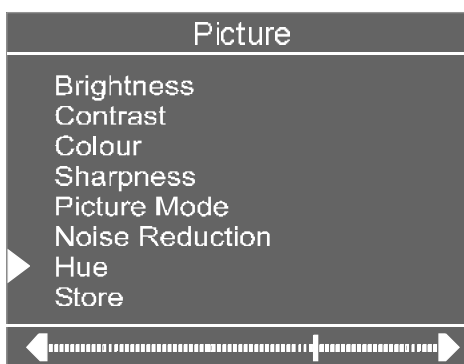 Picture
Brightness
Contrast
Colour
Sharpness
Picture Mode
Noise Reduction
Hue
Store